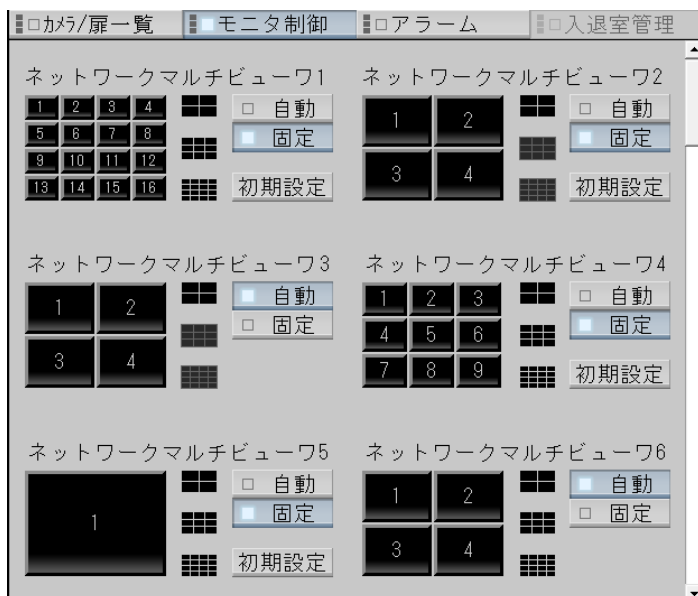 カメラ/扉一覧 モニタ制御 アラーム 入退室管理
ネットワークマルチビューワ1 ネットワークマルチビューワ2
1 2 3 4 自動 1 2 自動
5 6 7 8 固定 固定
9 10 11 12 3 4
13 14 15 16 初期設定 初期設定
ネットワークマルチビューワ3 ネットワークマルチビューワ4
1 2 自動 1 2 3 自動
固定 4 5 6 固定
3 4 7 8 9 初期設定
ネットワークマルチビューワ5 ネットワークマルチビューワ6
自動 1 2 自動
1 固定 固定
初期設定 3 4